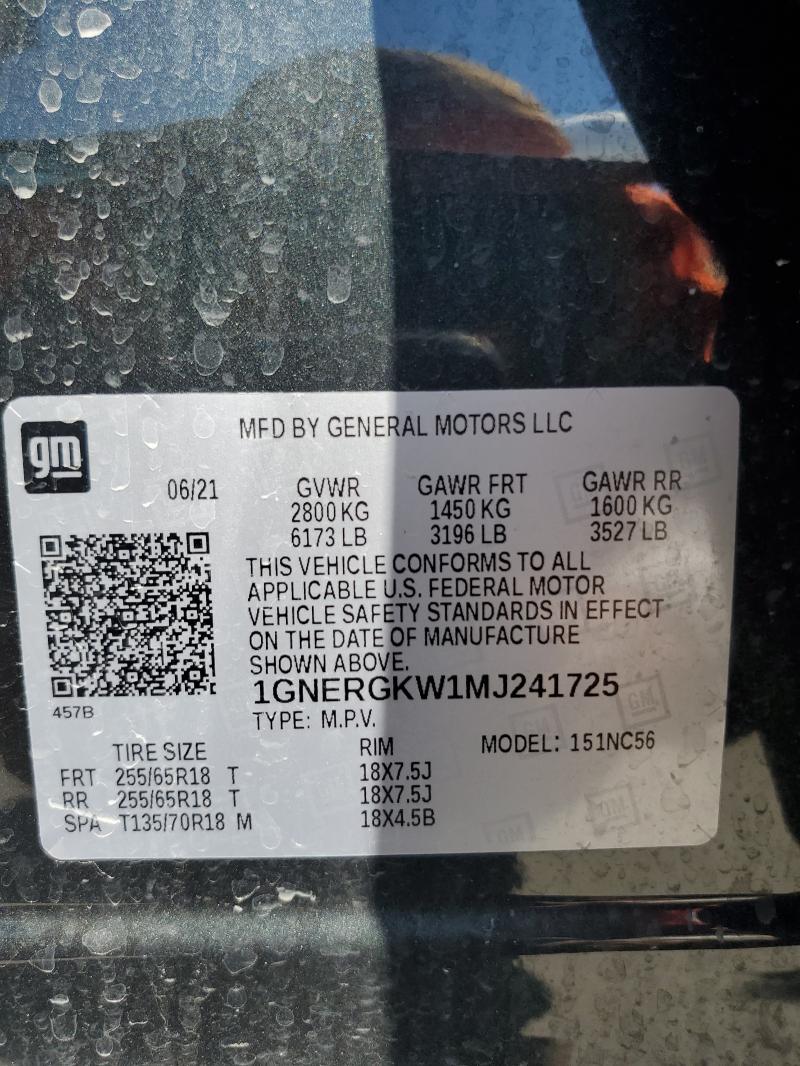 MFD BY GENERAL MOTORS LLC
gm
06/21 GVWR GAWR FRT GAWR RR
2800 KG 1450 KG 1600 KG
6173 LB 3196 LB 3527 LB
THIS VEHICLE CONFORMS TO ALL
APPLICABLE U.S. FEDERAL MOTOR
VEHICLE SAFETY STANDARDS IN EFFECT
ON THE DATE OF MANUFACTURE
SHOWN ABOVE.
1GNERGKW1MJ241725
457B
TYPE: M.P.V.
TIRE SIZE RIM MODEL: 151NC56
FRT 255/65R18 T 18X7.5J
RR 255/65R18 T 18X7.5J
SPA T135/70R18 M 18X4.5B
GM
GM
GM